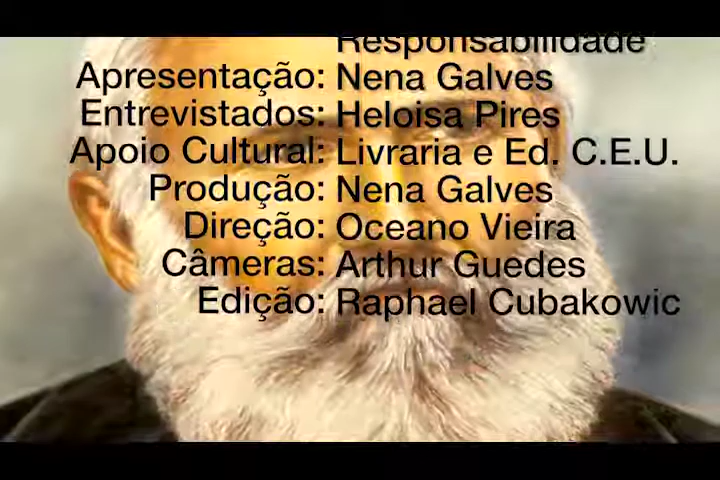 Responsabilidade
Apresentação: Nena Galves
Entrevistados: Heloisa Pires
Apoio Cultural: Livraria e Ed. C.E.U.
Produção: Nena Galves
Direção: Oceano Vieira
Câmeras: Arthur Guedes
Edição: Raphael Cubakowic